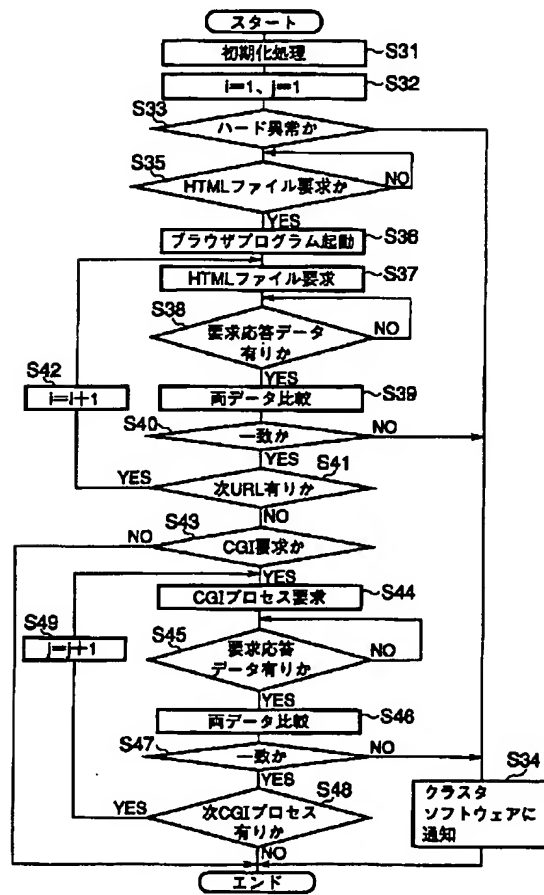 スタート
初期化処理
S31
i=1、j=1
S32
S33
ハード異常か
S35
HTMLファイル要求か
NO
YES
ブラウザプログラム起動
S36
HTMLファイル要求
S37
S38
要求応答データ
有りか
NO
YES
S42
i=i+1
両データ比較
S39
S40
一致か
NO
YES
S41
YES
次URL有りか
NO
S43
NO
CGI要求か
YES
CGIプロセス要求
S44
S49
j=j+1
S45
要求応答
データ有りか
NO
YES
両データ比較
S46
S47
一致か
NO
YES
S48
YES
次CGIプロセス
有りか
NO
S34
クラスタ
ソフトウェアに
通知
エンド